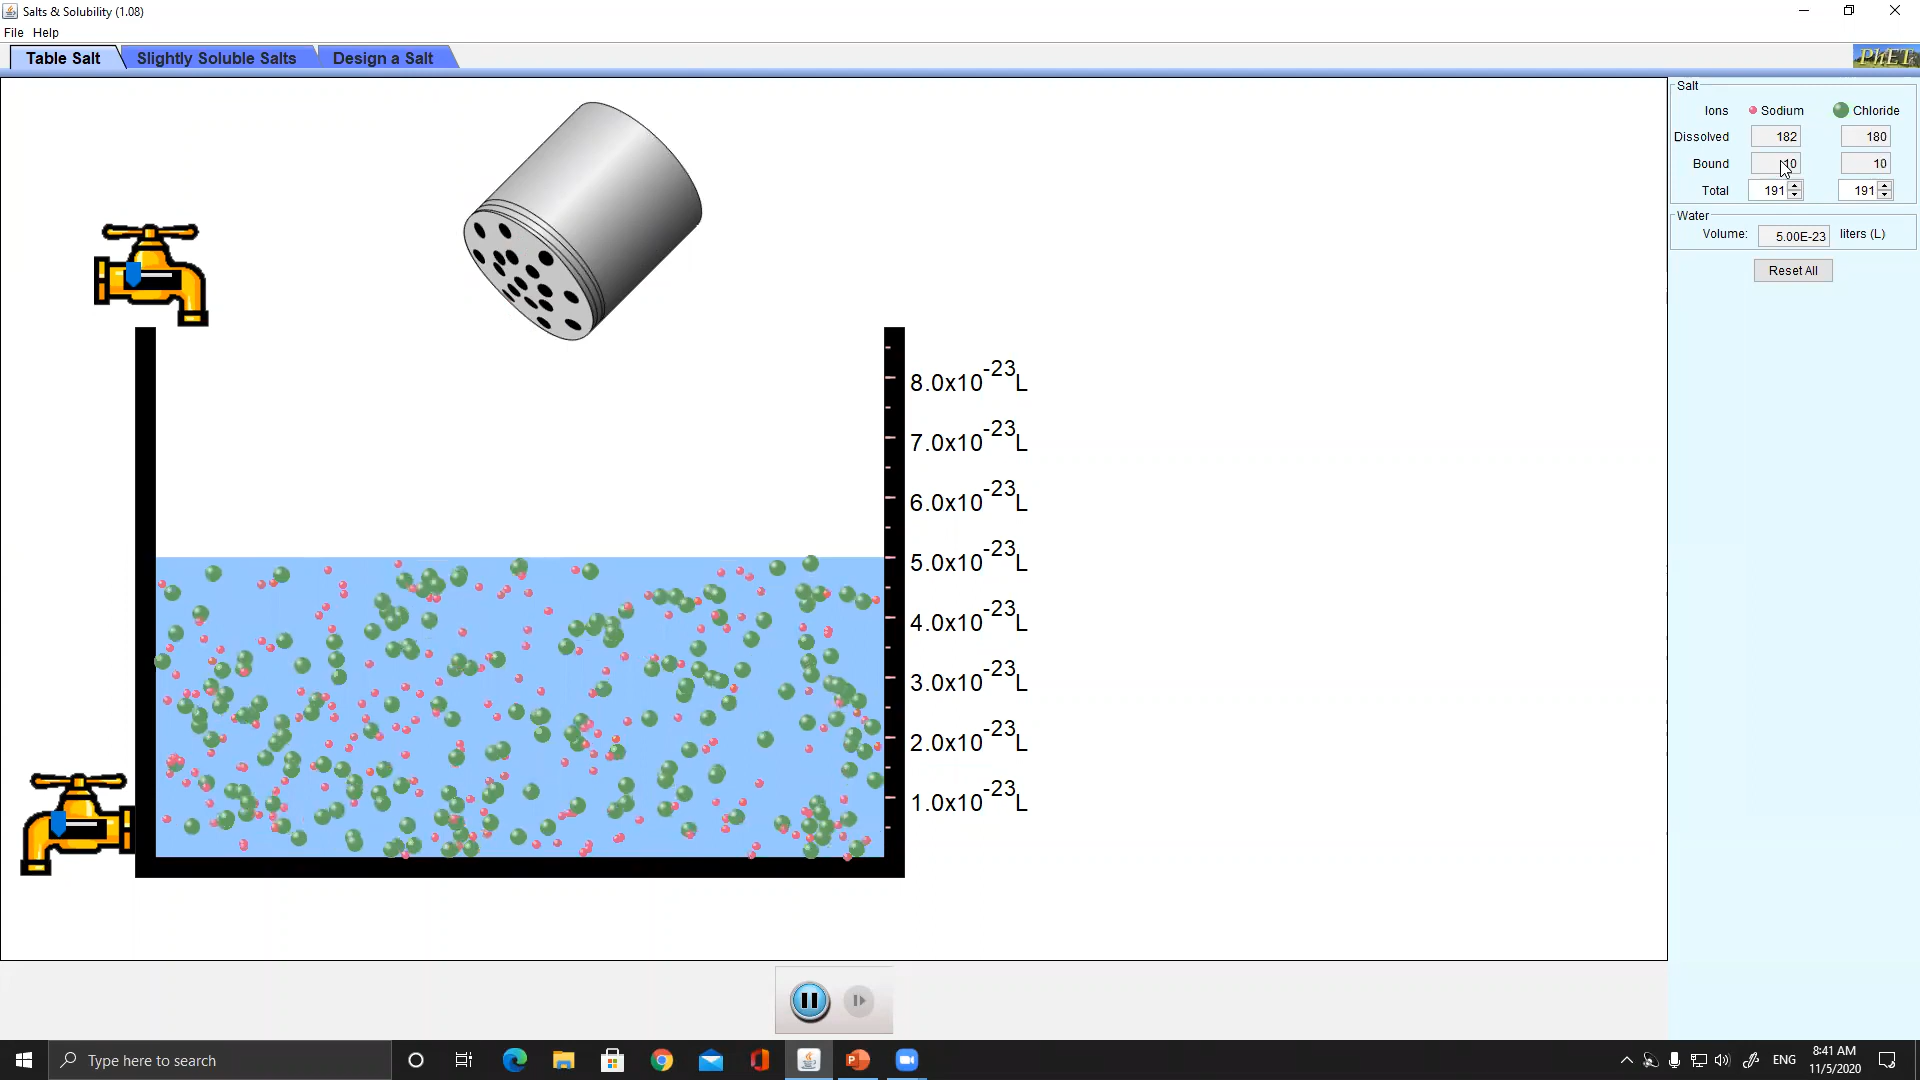 Salts & Solubility (1.08)
File Help
Table Salt Slightly Soluble Salts Design a Salt
PhET
Salt
Ions Sodium Chloride
Dissolved 182 180
Bound 10 10
Total 191 191
Water
Volume: 5.00E-23 liters (L)
Reset All
8.0x10-23L
7.0x10-23L
6.0x10-23L
5.0x10-23L
4.0x10-23L
3.0x10-23L
2.0x10-23L
1.0x10-23L
Type here to search
ENG
8:41 AM
11/5/2020